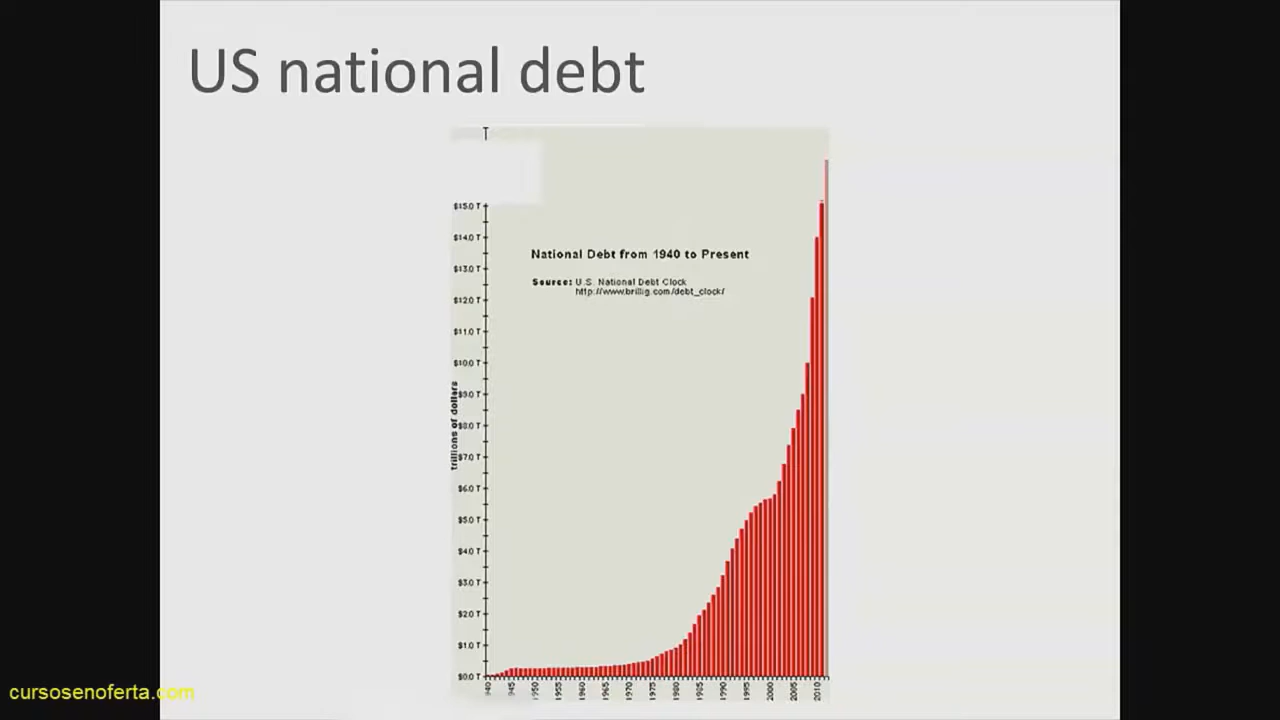 US national debt
$15.0 T
$14.0 T
National Debt from 1940 to Present
$13.0 T
Source: U.S. National Debt Clock
http://www.brillig.com/debt_clock/
$12.0 T
$11.0 T
$10.0 T
$9.0 T
trillions of dollars
$8.0 T
$7.0 T
$6.0 T
$5.0 T
$4.0 T
$3.0 T
$2.0 T
$1.0 T
$0.0 T
940 1945 1950 1955 1960 1965 1970 1975 1980 1985 1990 1995 2000 2005 2010
cursosenoferta.com